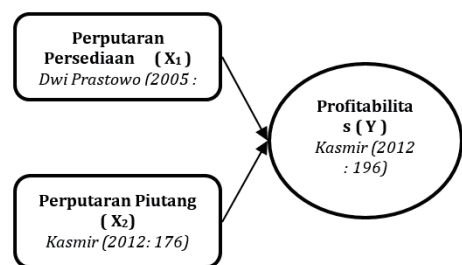 Perputaran
Persediaan ( X₁ )
Dwi Prastowo (2005 :
Profitabilita
s ( Y )
Kasmir (2012
: 196)
Perputaran Piutang
( X₂)
Kasmir (2012: 176)